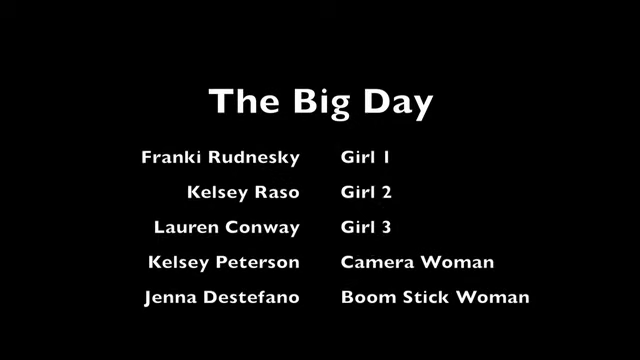 The Big Day
Franki Rudnesky Girl 1
Kelsey Raso Girl 2
Lauren Conway Girl 3
Kelsey Peterson Camera Woman
Jenna Destefano Boom Stick Woman